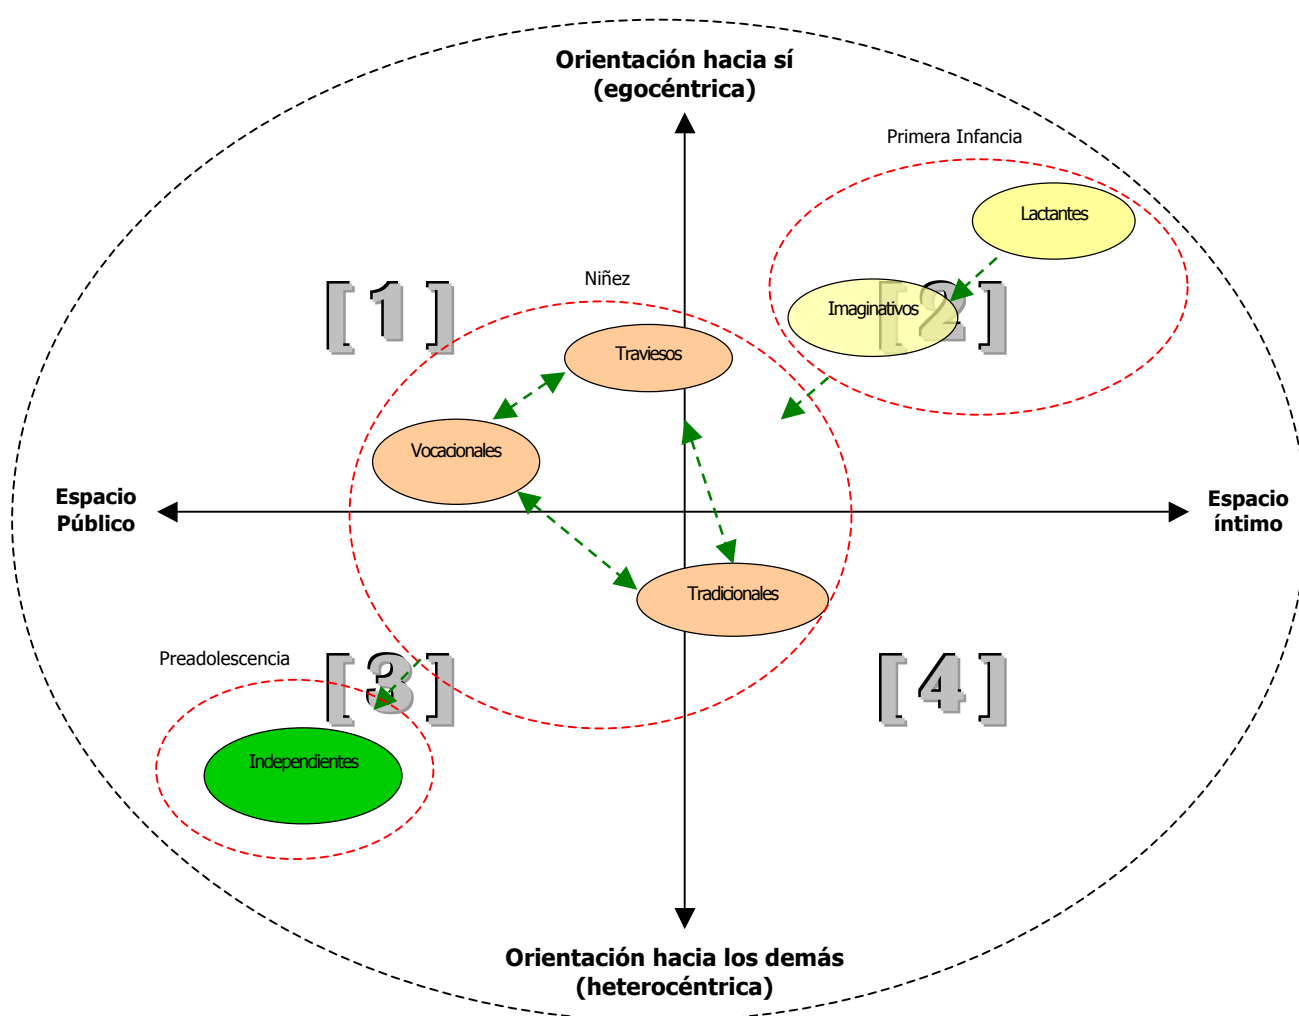 Orientación hacia sí
(egocéntrica)
Primera Infancia
Lactantes
Niñez
[1]
Imaginativos
[2]
Traviesos
Vocacionales
Espacio
Público
Espacio
íntimo
Tradicionales
Preadolescencia
[3]
[4]
Independientes
Orientación hacia los demás
(heterocéntrica)